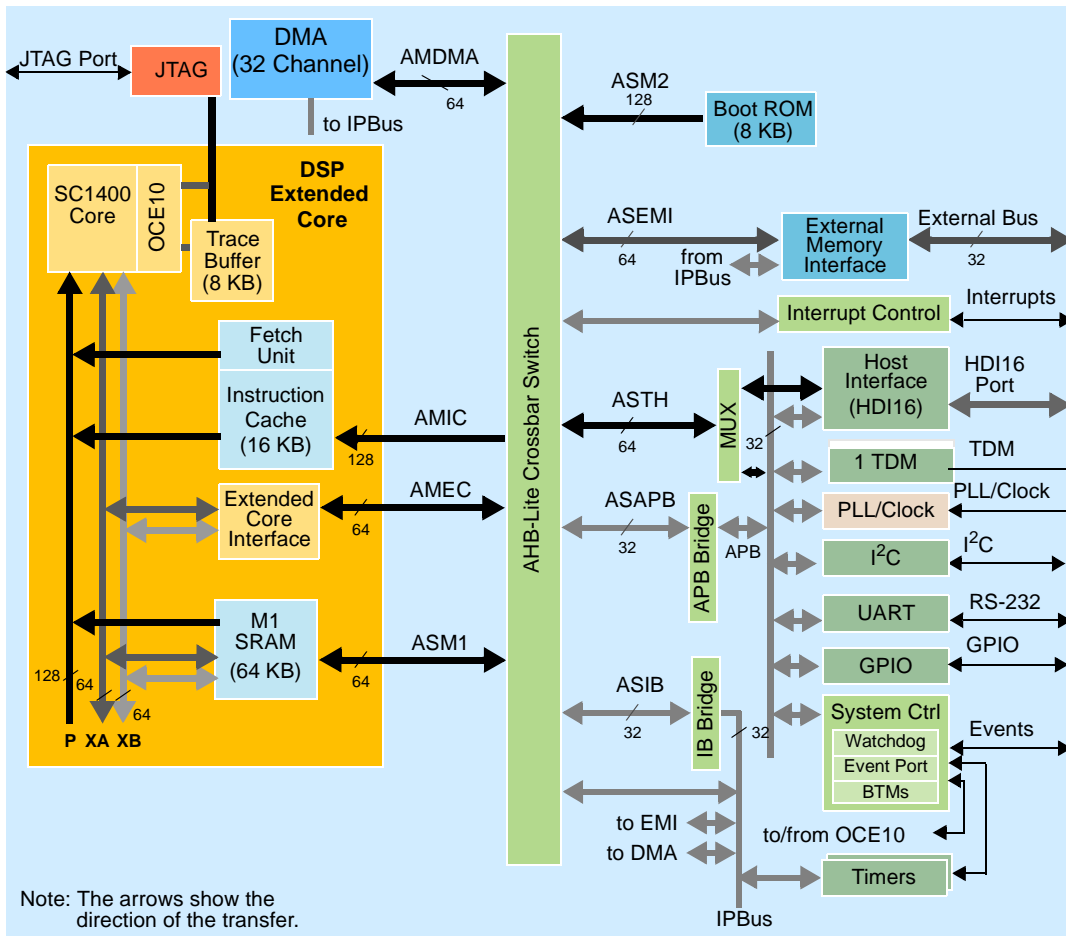 JTAG Port
JTAG
DMA
(32 Channel)
AMDMA
64
to IPBus
ASM2
128
Boot ROM
(8 KB)
DSP
Extended
Core
SC1400
Core
OCE10
Trace
Buffer
(8 KB)
ASEMI
64
from
IPBus
External
Memory
Interface
External Bus
32
Interrupt Control
Interrupts
Fetch
Unit
Instruction
Cache
(16 KB)
AMIC
128
AHB-Lite Crossbar Switch
ASTH
64
MUX
32
Host
Interface
(HDI16)
HDI16
Port
1 TDM
TDM
Extended
Core
Interface
AMEC
64
ASAPB
32
APB Bridge
APB
PLL/Clock
PLL/Clock
I²C
I²C
UART
RS-232
GPIO
GPIO
M1
SRAM
(64 KB)
ASM1
64
128
64
64
P XA XB
ASIB
32
IB Bridge
32
System Ctrl
Watchdog
Event Port
BTMs
Events
to EMI
to DMA
to/from OCE10
Timers
IPBus
Note: The arrows show the
direction of the transfer.